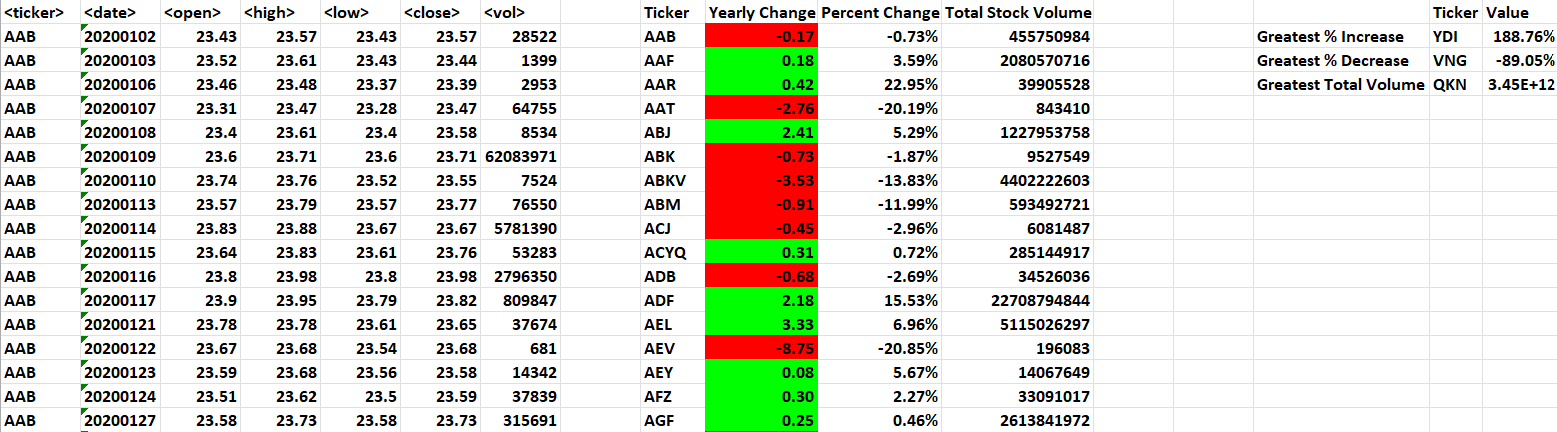 <ticker> <date> <open> <high> <low> <close> <vol> Ticker Yearly Change Percent Change Total Stock Volume Ticker Value
AAB 20200102 23.43 23.57 23.43 23.57 28522 AAB -0.17 -0.73% 455750984 Greatest % Increase YDI 188.76%
AAB 20200103 23.52 23.61 23.43 23.44 1399 AAF 0.18 3.59% 2080570716 Greatest % Decrease VNG -89.05%
AAB 20200106 23.46 23.48 23.37 23.39 2953 AAR 0.42 22.95% 39905528 Greatest Total Volume QKN 3.45E+12
AAB 20200107 23.31 23.47 23.28 23.47 64755 AAT -2.76 -20.19% 843410
AAB 20200108 23.4 23.61 23.4 23.58 8534 ABJ 2.41 5.29% 1227953758
AAB 20200109 23.6 23.71 23.6 23.71 62083971 ABK -0.73 -1.87% 9527549
AAB 20200110 23.74 23.76 23.52 23.55 7524 ABKV -3.53 -13.83% 4402222603
AAB 20200113 23.57 23.79 23.57 23.77 76550 ABM -0.91 -11.99% 593492721
AAB 20200114 23.83 23.88 23.67 23.67 5781390 ACJ -0.45 -2.96% 6081487
AAB 20200115 23.64 23.83 23.61 23.76 53283 ACYQ 0.31 0.72% 285144917
AAB 20200116 23.8 23.98 23.8 23.98 2796350 ADB -0.68 -2.69% 34526036
AAB 20200117 23.9 23.95 23.79 23.82 809847 ADF 2.18 15.53% 22708794844
AAB 20200121 23.78 23.78 23.61 23.65 37674 AEL 3.33 6.96% 5115026297
AAB 20200122 23.67 23.68 23.54 23.68 681 AEV -8.75 -20.85% 196083
AAB 20200123 23.59 23.68 23.56 23.58 14342 AEY 0.08 5.67% 14067649
AAB 20200124 23.51 23.62 23.5 23.59 37839 AFZ 0.30 2.27% 33091017
AAB 20200127 23.58 23.73 23.58 23.73 315691 AGF 0.25 0.46% 2613841972